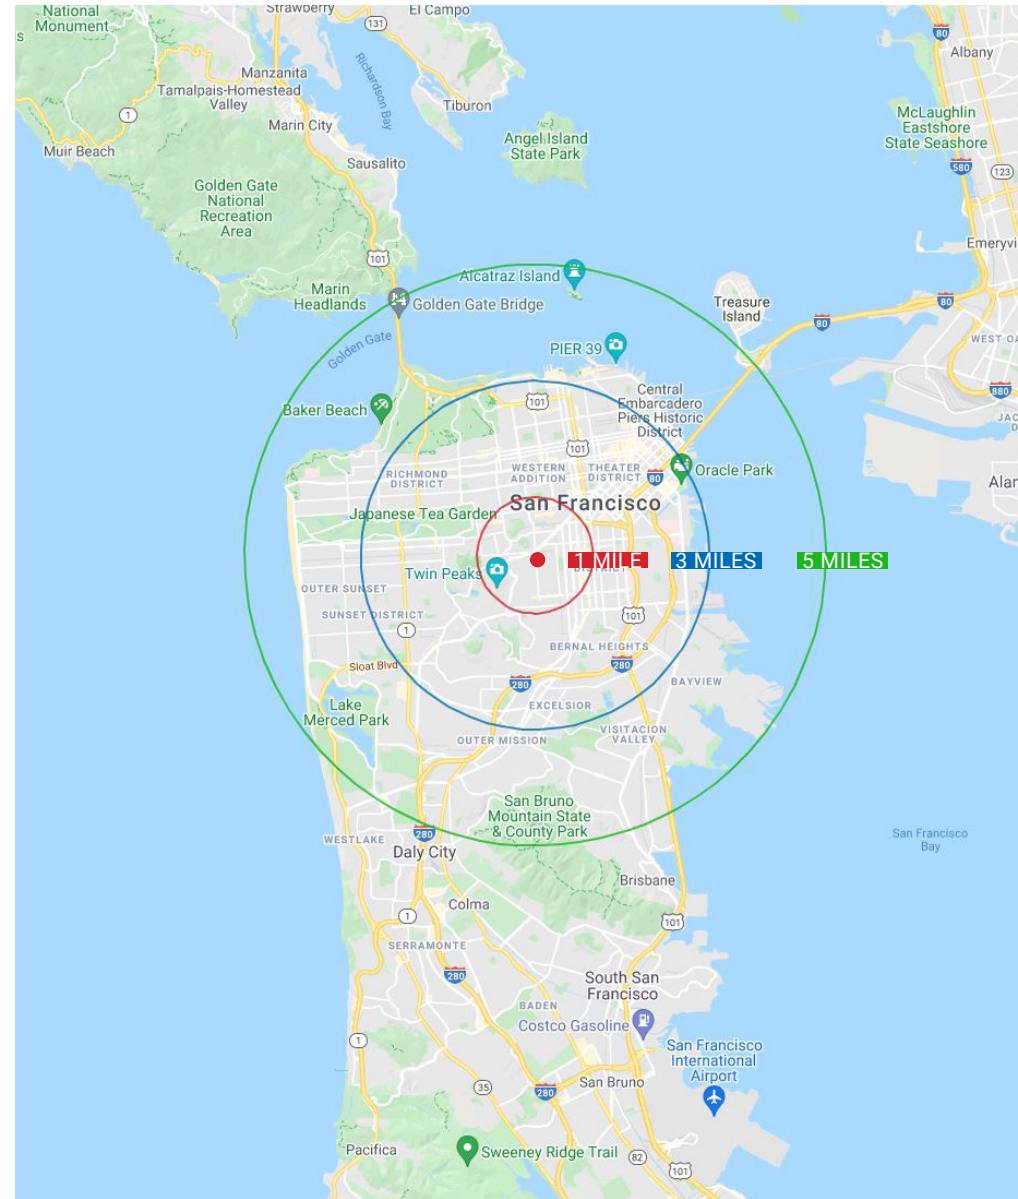 National
Monument
Strawberry
El Campo
s
131
80
Albany
Manzanita
Tamalpais-Homestead
Valley
Richardson Bay
Tiburon
1
Marin City
McLaughlin
Eastshore
State Seashore
Muir Beach
Sausalito
Angel Island
State Park
580
123
Golden Gate
National
Recreation
Area
Emeryvi
101
Alcatraz Island
Marin
Headlands
Golden Gate Bridge
Treasure
Island
80
80
Golden Gate
PIER 39
WEST OA
880
Baker Beach
101
Central
Embarcadero
Piers Historic
District
JAC
D
101
RICHMOND
DISTRICT
WESTERN
ADDITION
THEATER
DISTRICT
80
Oracle Park
Alar
San Francisco
Japanese Tea Garden
Twin Peaks
1 MILE
3 MILES
5 MILES
DISTRICT
OUTER SUNSET
SUNSET DISTRICT
101
1
BERNAL HEIGHTS
Sloat Blvd
280
280
BAYVIEW
Lake
Merced Park
EXCELSIOR
OUTER MISSION
VISITACION
VALLEY
San Bruno
Mountain State
& County Park
WESTLAKE
280
Daly City
San Francisco
Bay
Brisbane
Colma
1
101
SERRAMONTE
280
South San
Francisco
BADEN
Costco Gasoline
1
San Francisco
International
Airport
35
280
San Bruno
Pacifica
Sweeney Ridge Trail
82
101